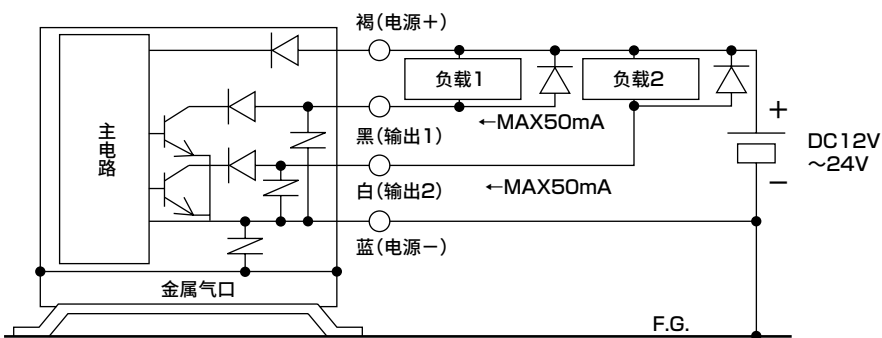 褐(电源+)
负载1
负载2
主电路
黑(输出1)
←MAX50mA
+
DC12V
～24V
白(输出2)
←MAX50mA
−
蓝(电源−)
金属气口
F.G.